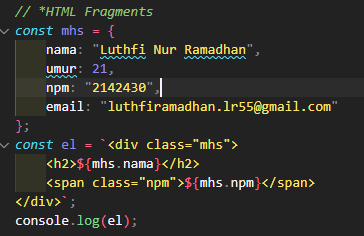 // *HTML Fragments
const mhs = {
nama: "Luthfi Nur Ramadhan",
umur: 21,
npm: "2142430",
email: "luthfiramadhan.lr55@gmail.com"
};
const el = `<div class="mhs">
<h2>${mhs.nama}</h2>
<span class="npm">${mhs.npm}</span>
</div>`;
console.log(el);